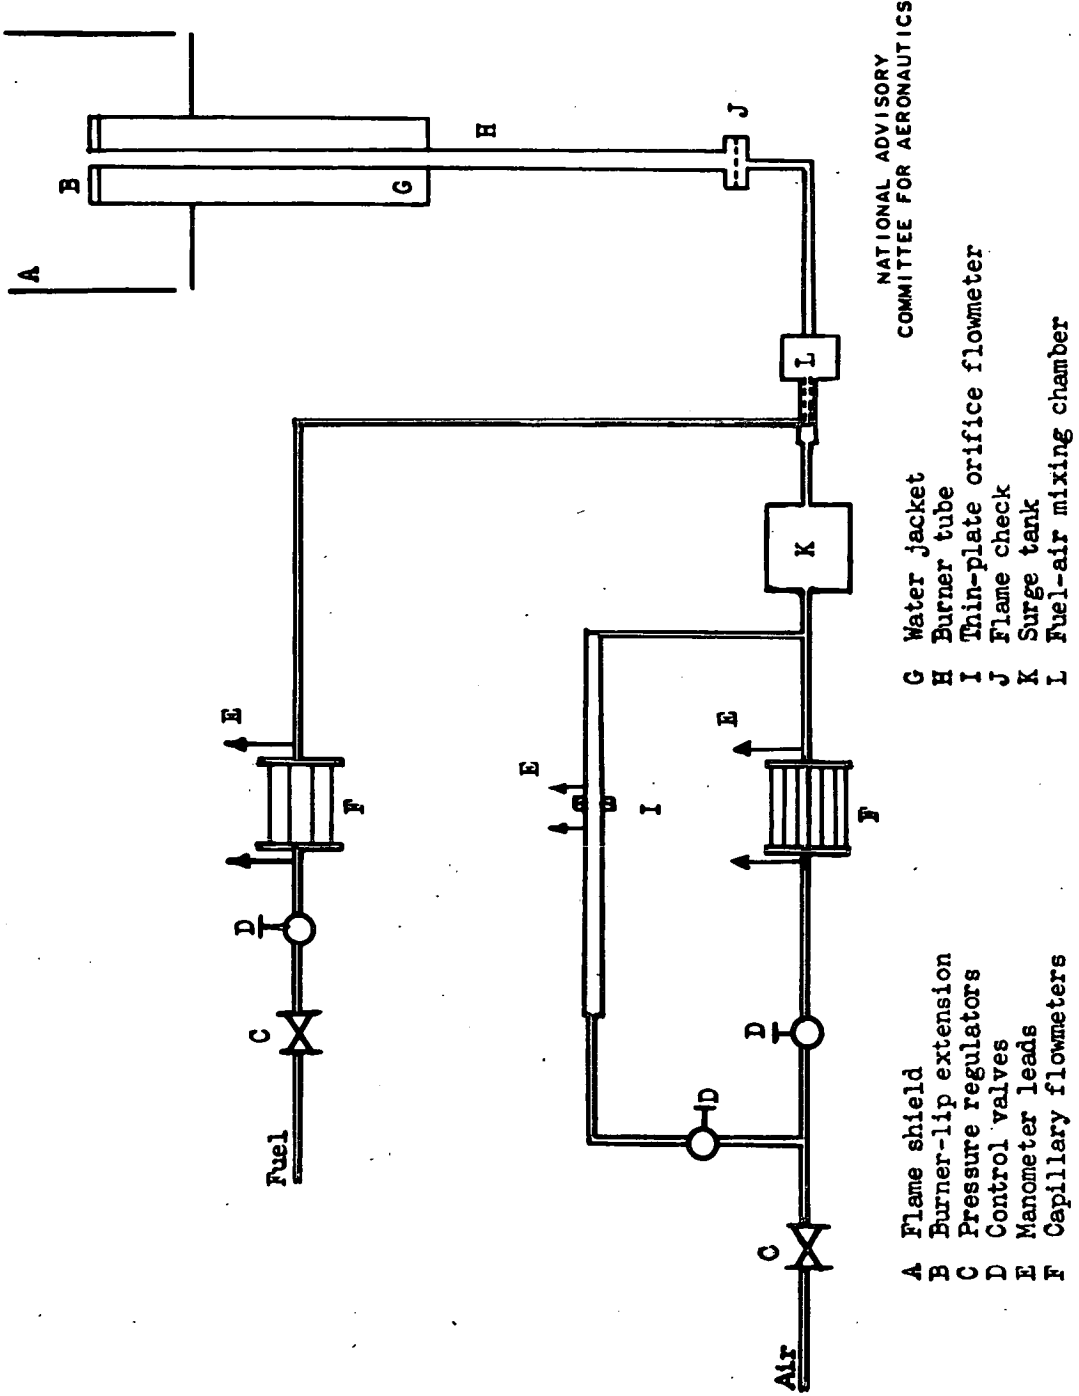 A
B
G
H
J
L
K
E
F
D
C
Fuel
E
I
D
E
F
D
C
Air
NATIONAL ADVISORY
COMMITTEE FOR AERONAUTICS
A Flame shield
B Burner-lip extension
C Pressure regulators
D Control valves
E Manometer leads
F Capillary flowmeters
G Water jacket
H Burner tube
I Thin-plate orifice flowmeter
J Flame check
K Surge tank
L Fuel-air mixing chamber